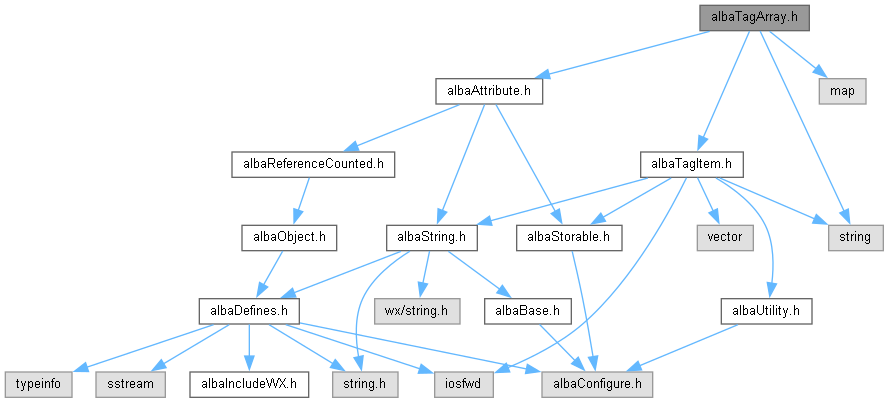 albaTagArray.h
albaAttribute.h
map
albaReferenceCounted.h
albaTagItem.h
albaObject.h
albaString.h
albaStorable.h
vector
string
albaDefines.h
wx/string.h
albaBase.h
albaUtility.h
typeinfo
sstream
albaIncludeWX.h
string.h
iosfwd
albaConfigure.h